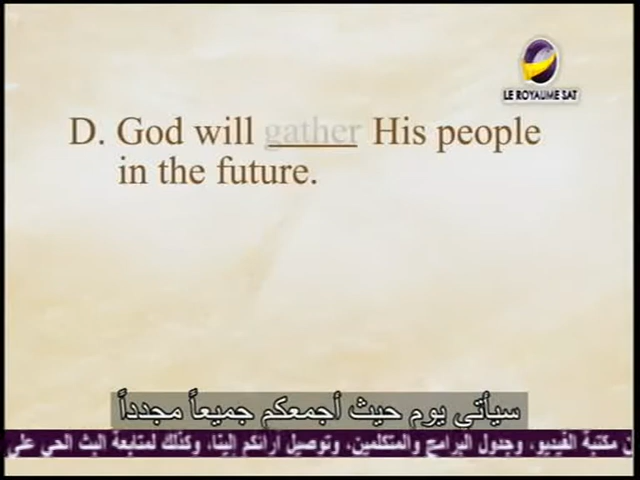 LE ROYAUME SAT
D. God will gather His people
in the future.
سيأتي يوم حيث أجمعكم جميعاً مجدداً
مكتبة الفيديو، وجدول البرامج والمتكلمين، وتوصيل آرائكم إلينا، وكذلك لمتابعة البث الحي على